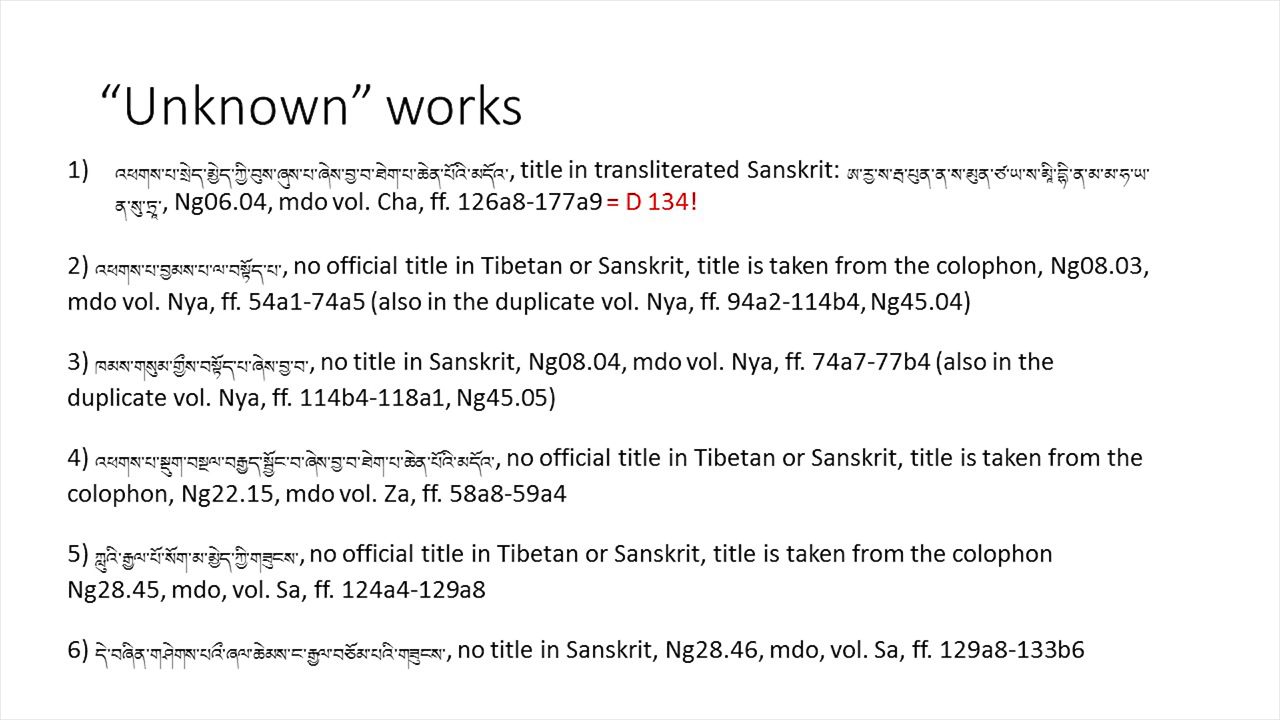 “Unknown” works
1) འཕགས་པ་སྲེད་མྱེད་ཀྱི་བུས་ཞུས་པ་ཞེས་བྱ་བ་ཐེག་པ་ཆེན་པོའི་མདོའ་, title in transliterated Sanskrit:
ན་སུ་ཏྲ་, Ng06.04, mdo vol. Cha, ff. 126a8-177a9 = D 134!
2) འཕགས་པ་བྱམས་པ་ལ་བསྟོད་པ་, no official title in Tibetan or Sanskrit, title is taken from the colophon, Ng08.03,
mdo vol. Nya, ff. 54a1-74a5 (also in the duplicate vol. Nya, ff. 94a2-114b4, Ng45.04)
3) ཁམས་གསུམ་གྱིས་བསྟོད་པ་ཞེས་བྱ་བ་, no title in Sanskrit, Ng08.04, mdo vol. Nya, ff. 74a7-77b4 (also in the
duplicate vol. Nya, ff. 114b4-118a1, Ng45.05)
4) འཕགས་པ་སྡུག་བསྔལ་བརྒྱད་སྦྱོང་བ་ཞེས་བྱ་བ་ཐེག་པ་ཆེན་པོའི་མདོའ་, no official title in Tibetan or Sanskrit, title is taken from the
colophon, Ng22.15, mdo vol. Za, ff. 58a8-59a4
5) ཀླུའི་རྒྱལ་པོ་སོག་མ་མྱེད་ཀྱི་གཟུངས་, no official title in Tibetan or Sanskrit, title is taken from the colophon
Ng28.45, mdo, vol. Sa, ff. 124a4-129a8
6) དེ་བཞིན་གཤེགས་པའི་ཞལ་ཆེམས་ང་རྒྱལ་བཅོམ་པའི་གཟུངས་, no title in Sanskrit, Ng28.46, mdo, vol. Sa, ff. 129a8-133b6